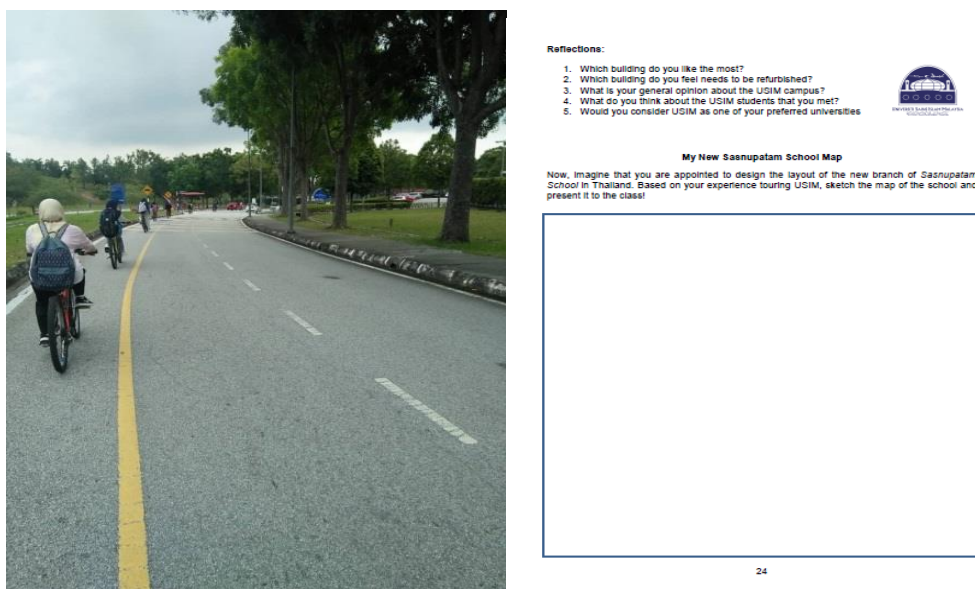 Reflections:
1. Which building do you like the most?
2. Which building do you feel needs to be refurbished?
3. What is your general opinion about the USIM campus?
4. What do you think about the USIM students that you met?
5. Would you consider USIM as one of your preferred universities
My New Sasnupatam School Map
Now, imagine that you are appointed to design the layout of the new branch of Sasnupatam
School in Thailand. Based on your experience touring USIM, sketch the map of the school and
present it to the class!
24